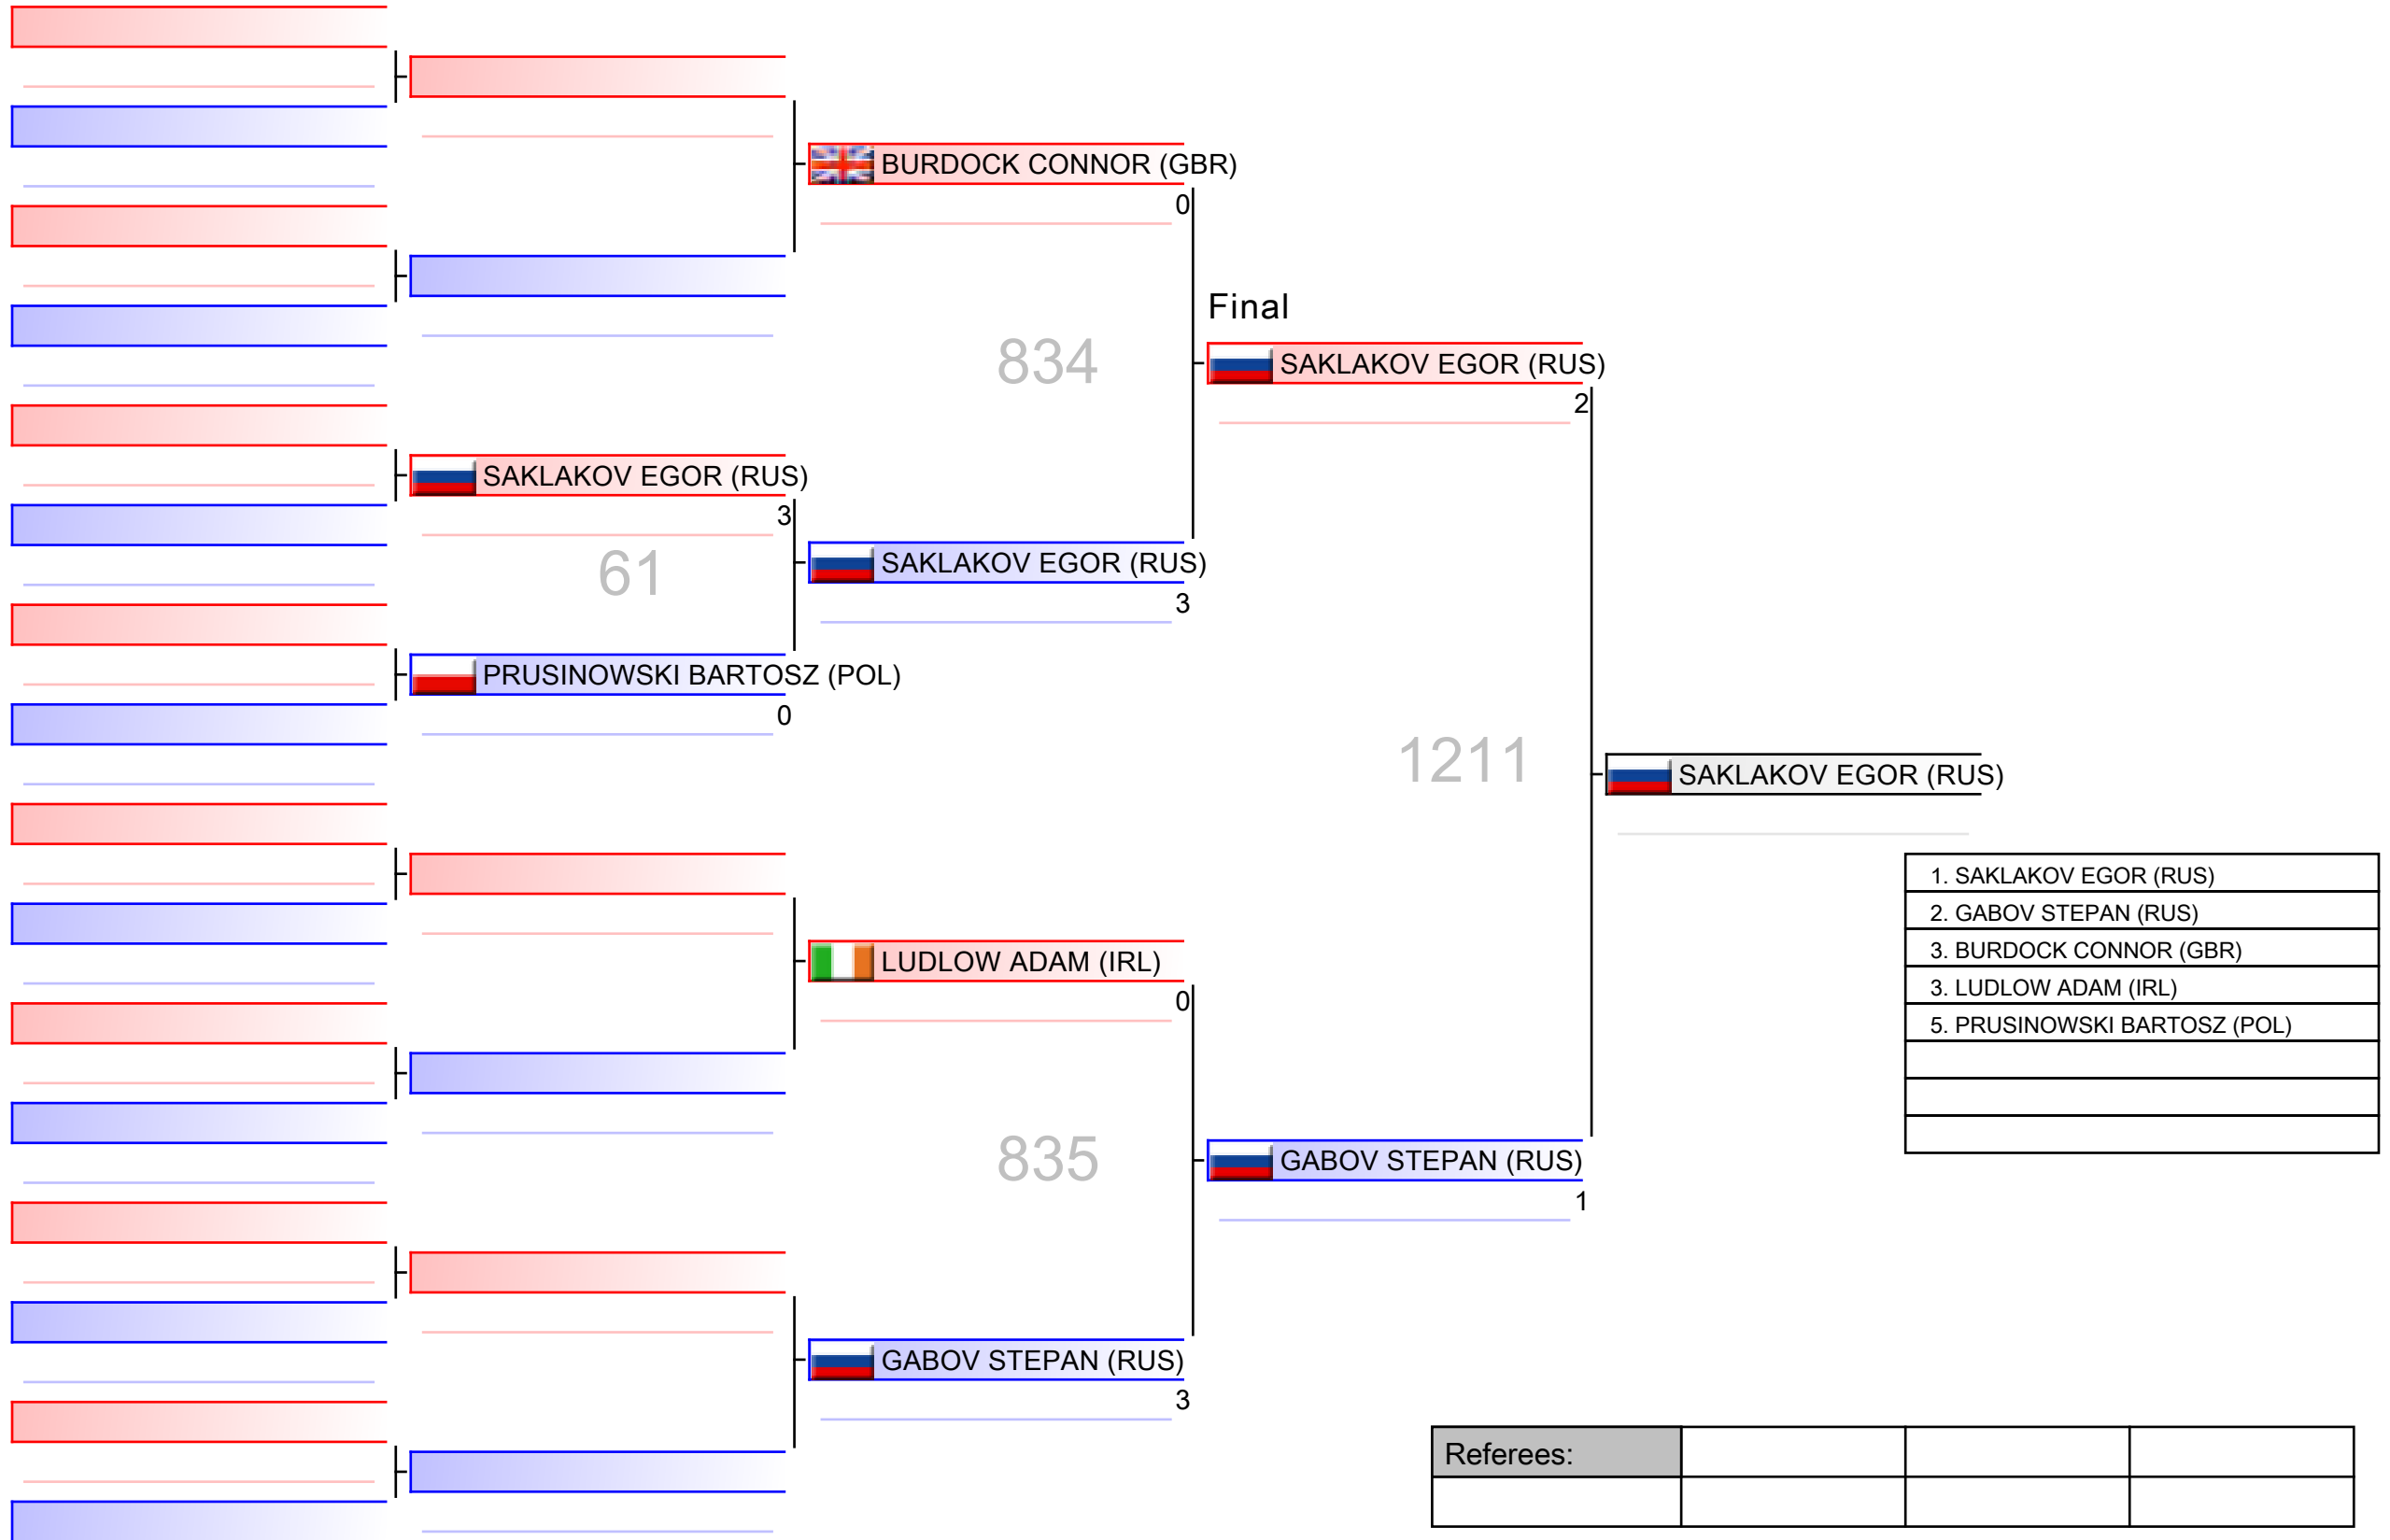 BURDOCK CONNOR (GBR)
0
Final
834
SAKLAKOV EGOR (RUS)
2
SAKLAKOV EGOR (RUS)
3
61
SAKLAKOV EGOR (RUS)
3
PRUSINOWSKI BARTOSZ (POL)
0
1211
SAKLAKOV EGOR (RUS)
1. SAKLAKOV EGOR (RUS)
2. GABOV STEPAN (RUS)
3. BURDOCK CONNOR (GBR)
3. LUDLOW ADAM (IRL)
5. PRUSINOWSKI BARTOSZ (POL)
LUDLOW ADAM (IRL)
0
835
GABOV STEPAN (RUS)
1
GABOV STEPAN (RUS)
3
Referees: